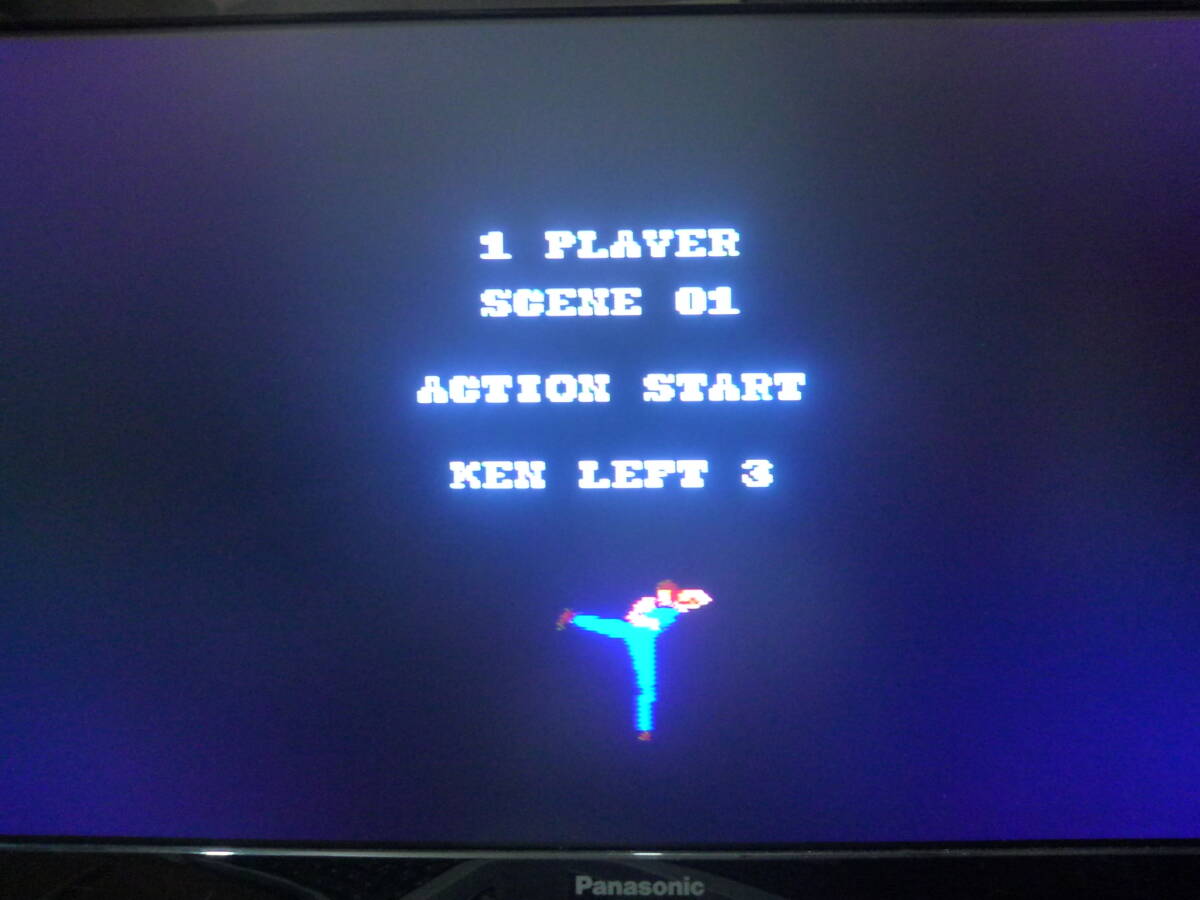 1 PLAYER
SCENE 01
ACTION START
KEN LEFT 3
Panasonic